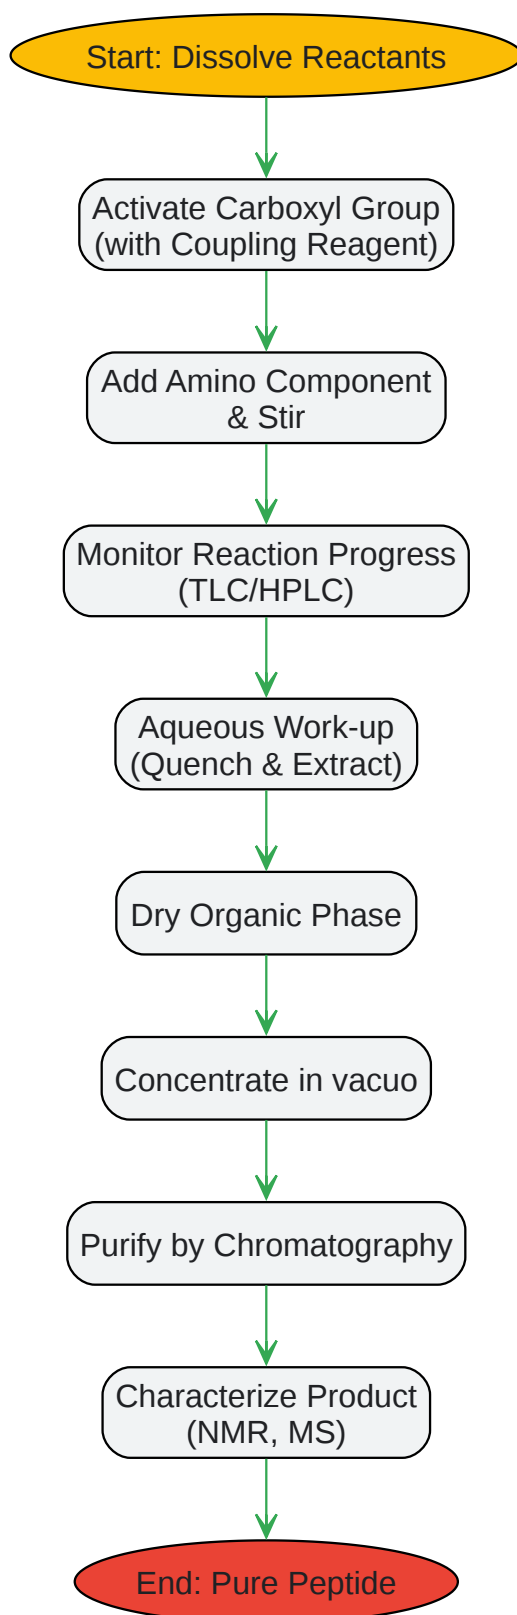 Start: Dissolve Reactants
Activate Carboxyl Group
(with Coupling Reagent)
Add Amino Component
& Stir
Monitor Reaction Progress
(TLC/HPLC)
Aqueous Work-up
(Quench & Extract)
Dry Organic Phase
Concentrate in vacuo
Purify by Chromatography
Characterize Product
(NMR, MS)
End: Pure Peptide